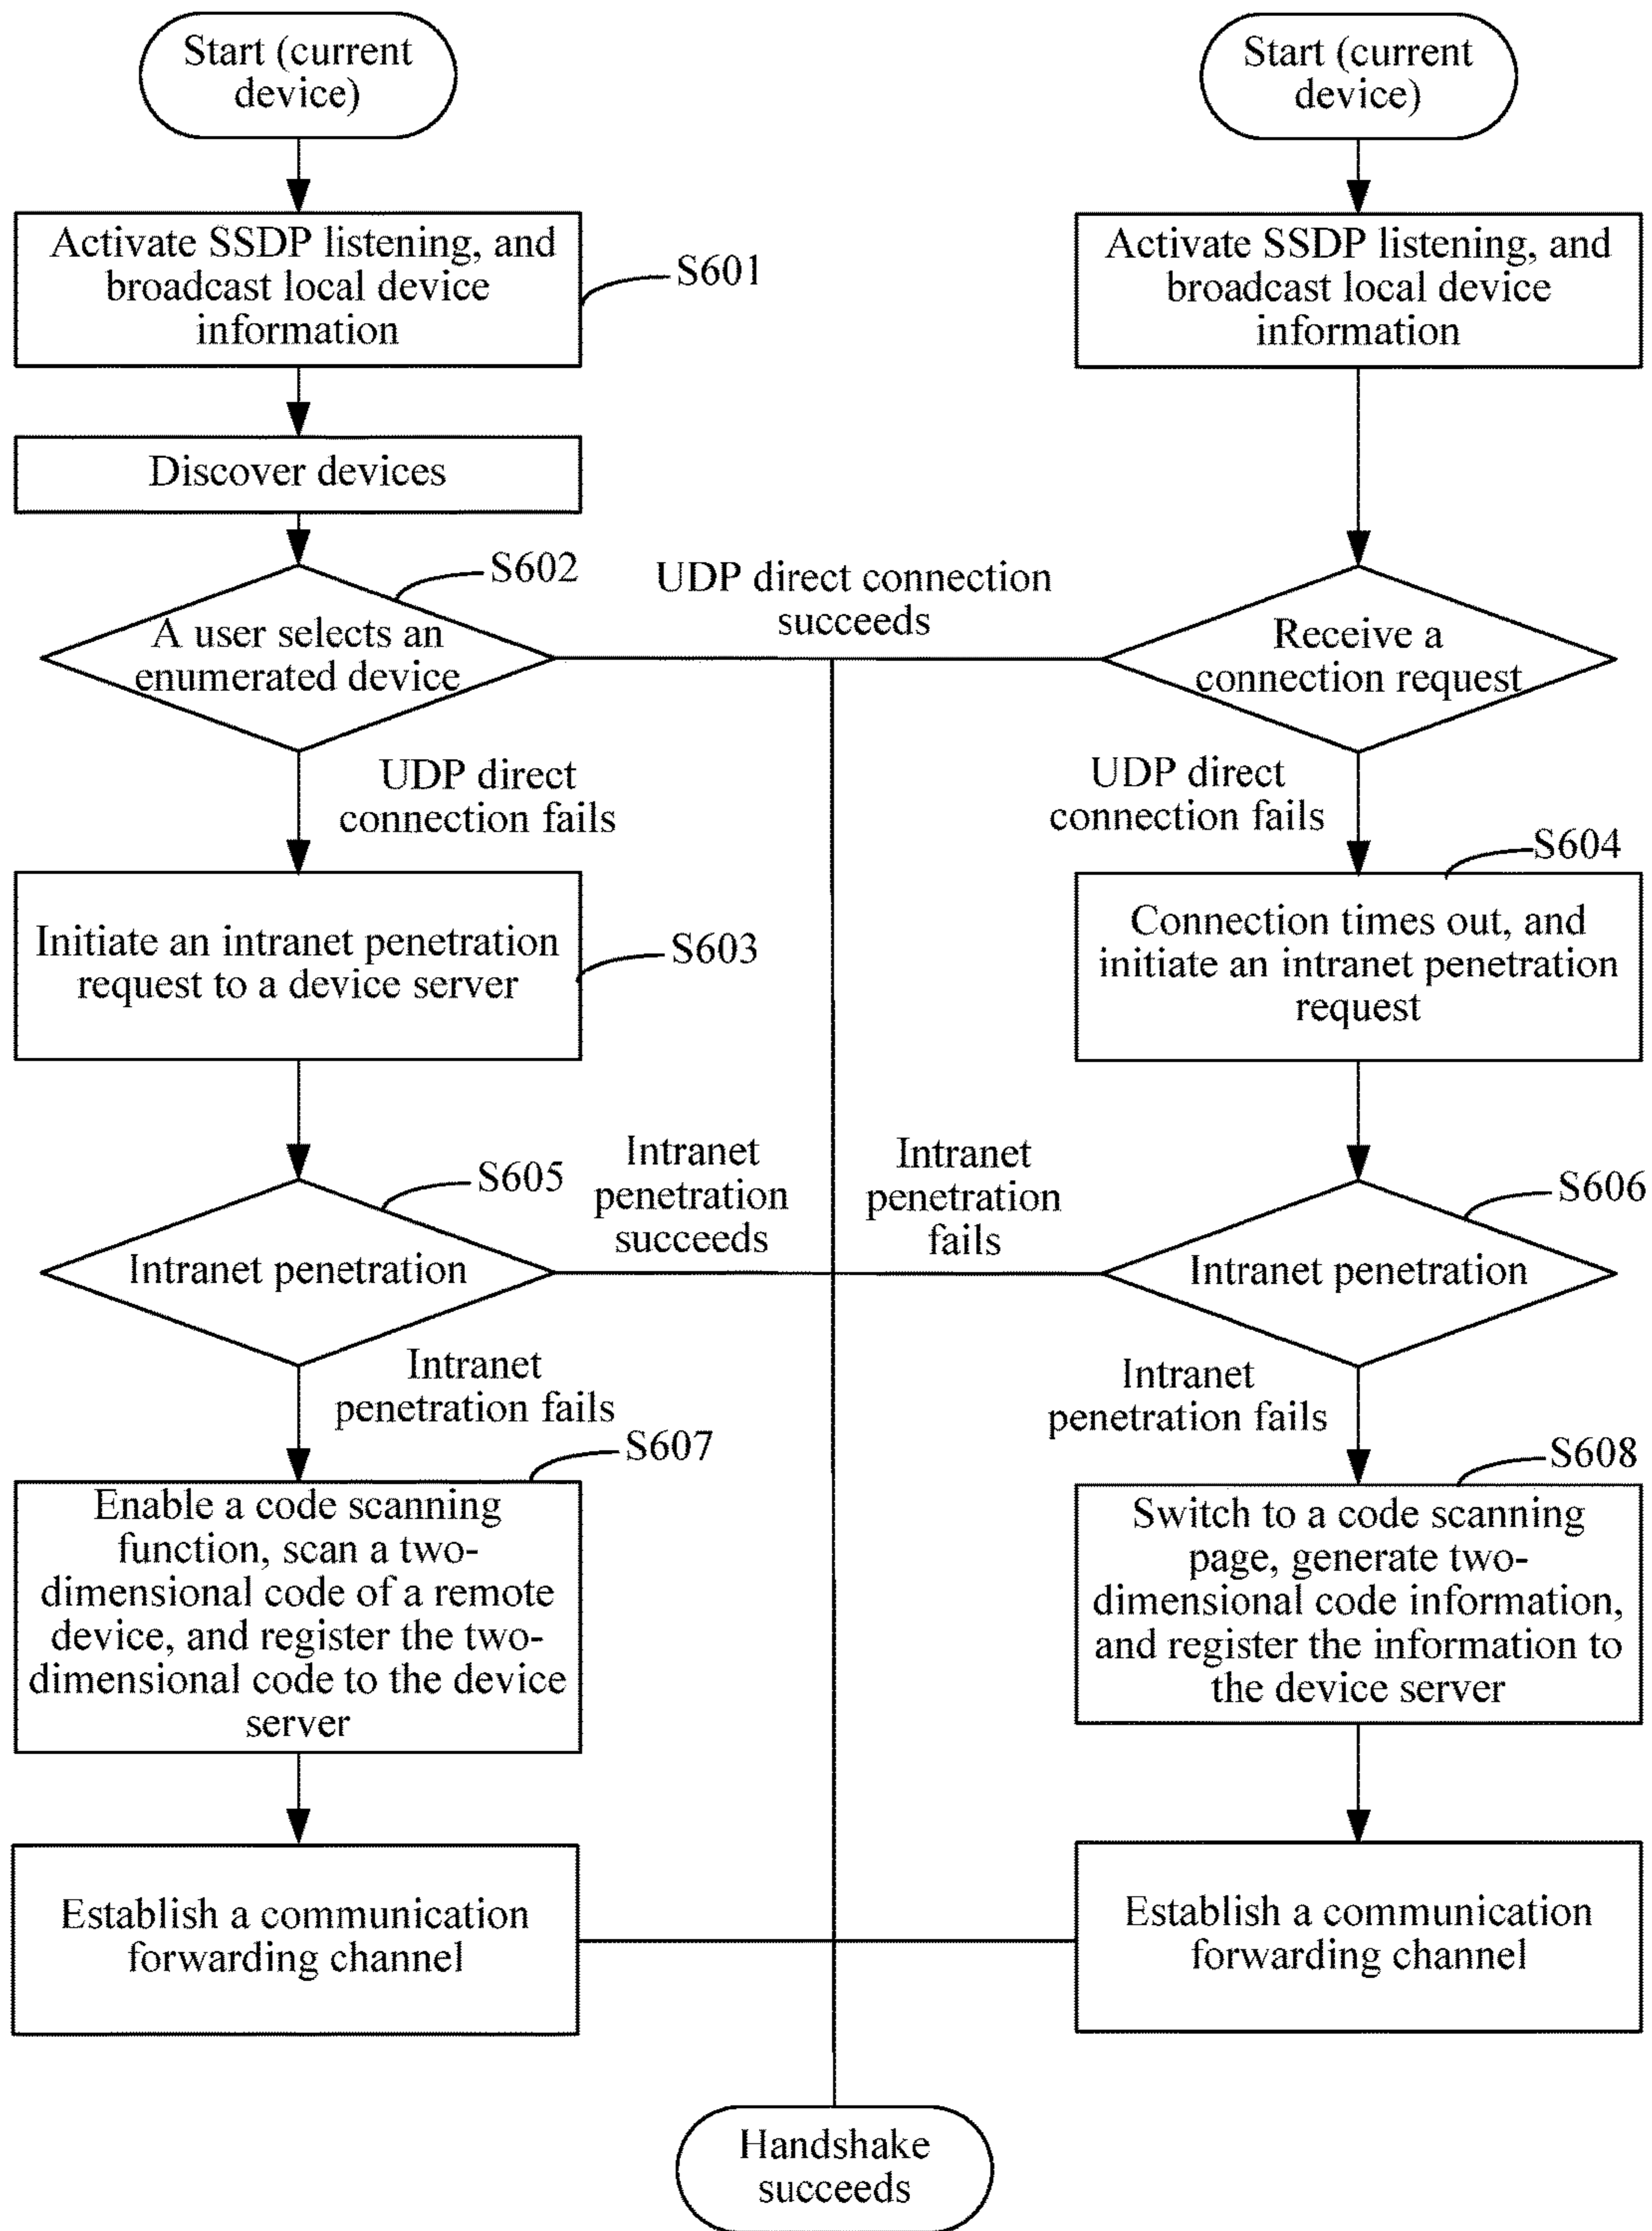 Start (current
device)
Activate SSDP listening, and
broadcast local device
information
S601
Discover devices
S602
A user selects an
enumerated device
UDP direct connection
succeeds
UDP direct
connection fails
Initiate an intranet penetration
request to a device server
S603
S605
Intranet penetration
Intranet
penetration
succeeds
Intranet
penetration fails
S607
Enable a code scanning
function, scan a two-
dimensional code of a remote
device, and register the two-
dimensional code to the device
server
Establish a communication
forwarding channel
Start (current
device)
Activate SSDP listening, and
broadcast local device
information
Receive a
connection request
UDP direct
connection fails
S604
Connection times out, and
initiate an intranet penetration
request
Intranet
penetration
fails
S606
Intranet penetration
Intranet
penetration fails
S608
Switch to a code scanning
page, generate two-
dimensional code information,
and register the information to
the device server
Establish a communication
forwarding channel
Handshake
succeeds